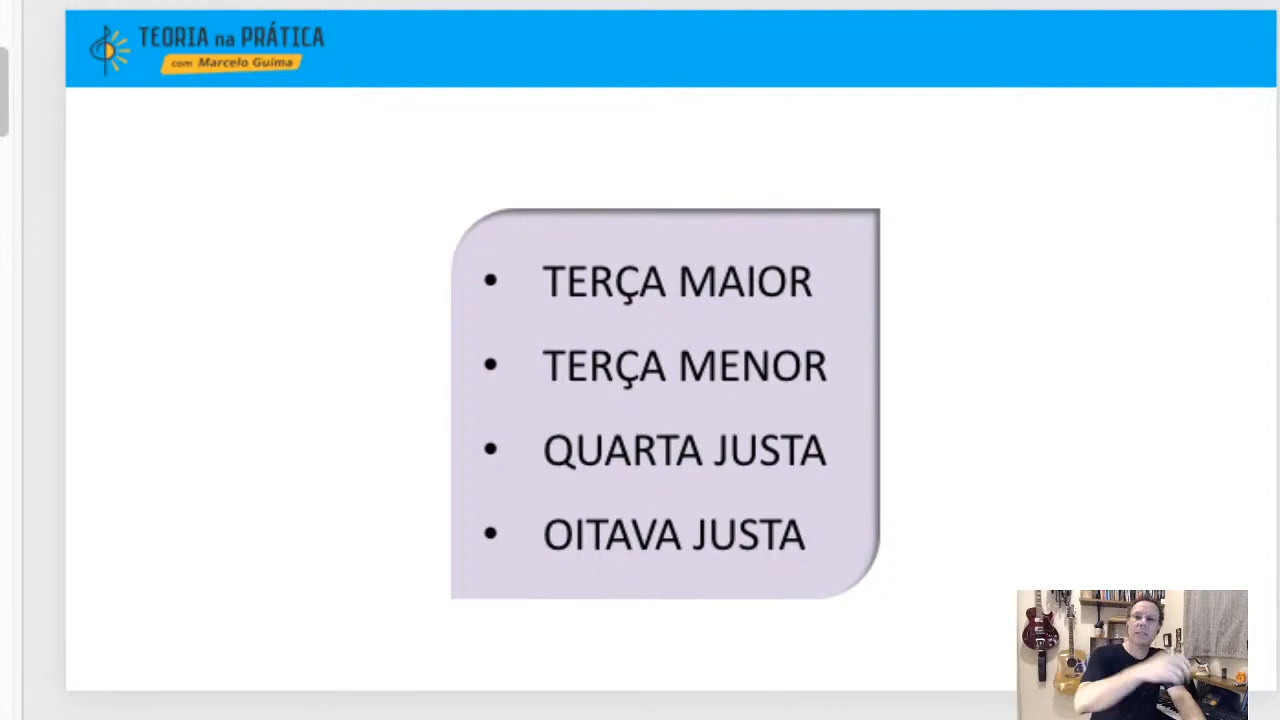 TEORIA na PRÁTICA
com Marcelo Guima
• TERÇA MAIOR
• TERÇA MENOR
• QUARTA JUSTA
• OITAVA JUSTA